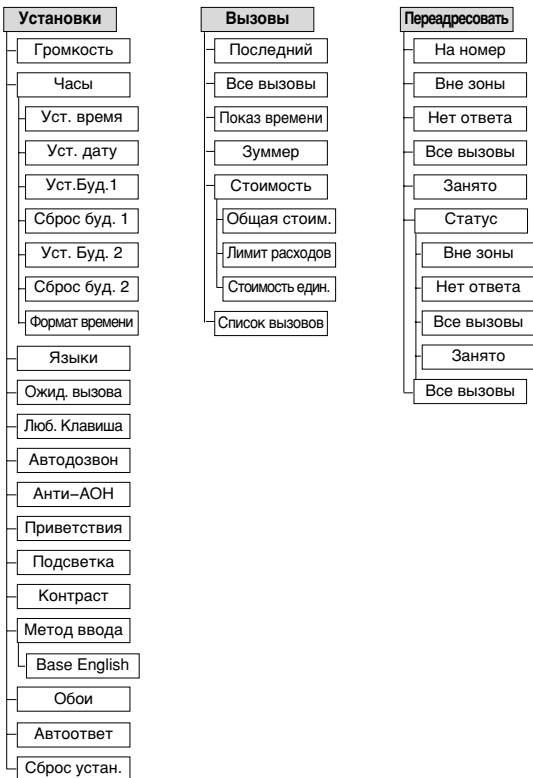 Установки
Громкость
Часы
Уст. время
Уст. дату
Уст.Буд.1
Сброс буд. 1
Уст. Буд. 2
Сброс буд. 2
Формат времени
Языки
Ожид. вызова
Люб. Клавиша
Автодозвон
Анти–АОН
Приветствия
Подсветка
Контраст
Метод ввода
Base English
Обои
Автоответ
Сброс устан.
Вызовы
Последний
Все вызовы
Показ времени
Зуммер
Стоимость
Общая стоим.
Лимит расходов
Стоимость един.
Список вызовов
Переадресовать
На номер
Вне зоны
Нет ответа
Все вызовы
Занято
Статус
Вне зоны
Нет ответа
Все вызовы
Занято
Все вызовы